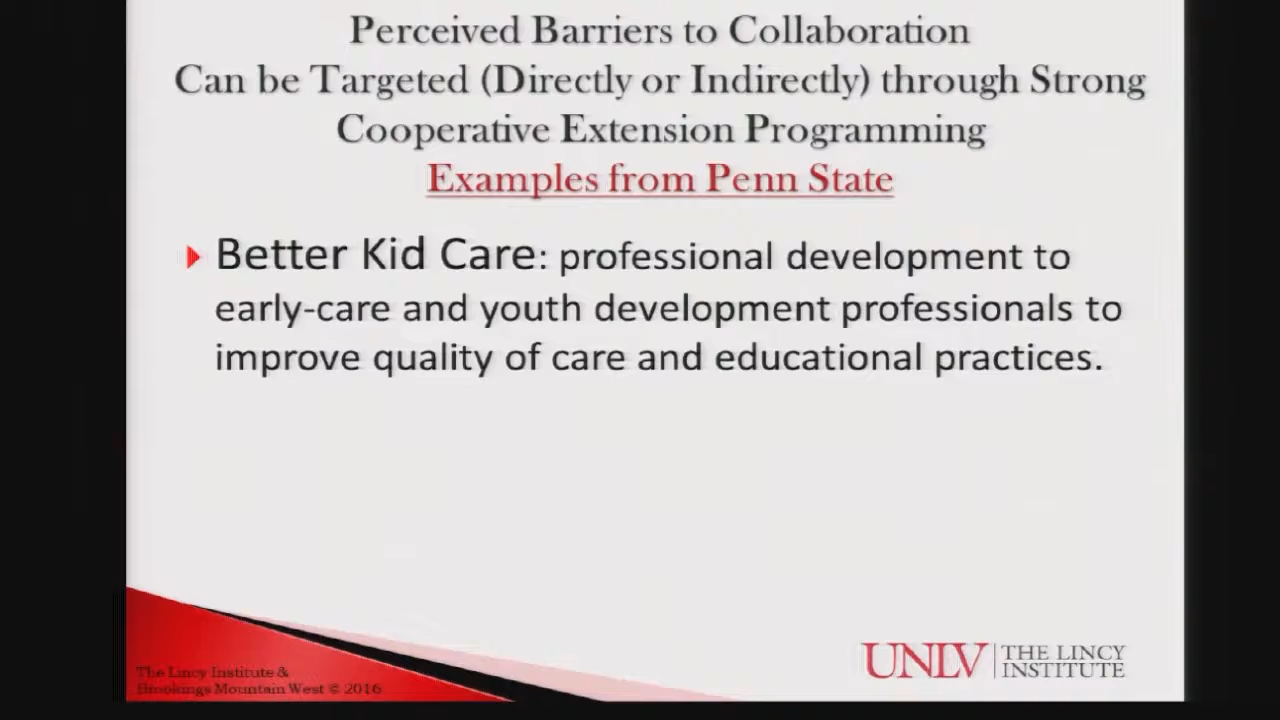 Perceived Barriers to Collaboration
Can be Targeted (Directly or Indirectly) through Strong
Cooperative Extension Programming
Examples from Penn State
Better Kid Care: professional development to
early-care and youth development professionals to
improve quality of care and educational practices.
The Lincy Institute &
Brookings Mountain West © 2016
UNLV THE LINCY
INSTITUTE